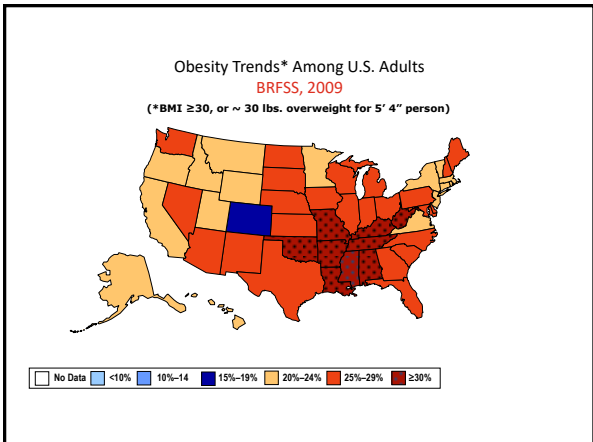 Obesity Trends* Among U.S. Adults
BRFSS, 2009
(*BMI ≥30, or ~ 30 lbs. overweight for 5’ 4” person)
No Data <10% 10%–14 15%–19% 20%–24% 25%–29% ≥30%